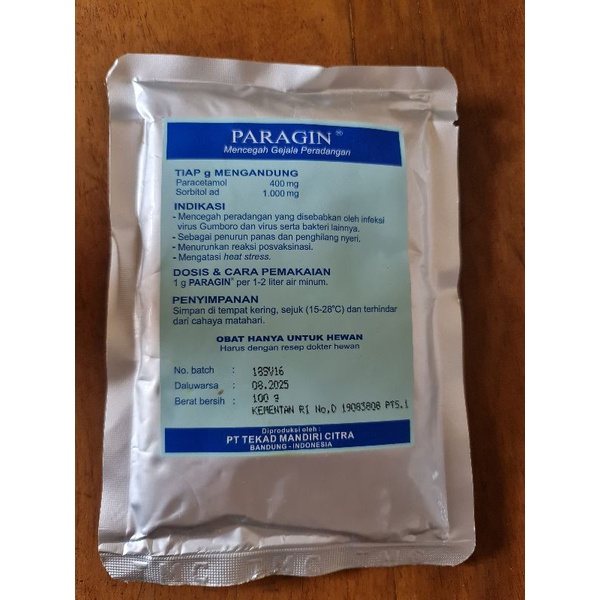 PARAGIN®
Mencegah Gejala Peradangan
TIAP g MENGANDUNG
Paracetamol 400 mg
Sorbitol ad 1.000 mg
INDIKASI
- Mencegah peradangan yang disebabkan oleh infeksi
virus Gumboro dan virus serta bakteri lainnya.
- Sebagai penurun panas dan penghilang nyeri.
- Menurunkan reaksi posvaksinasi.
- Mengatasi heat stress.
DOSIS & CARA PEMAKAIAN
1 g PARAGIN® per 1-2 liter air minum.
PENYIMPANAN
Simpan di tempat kering, sejuk (15-28°C) dan terhindar
dari cahaya matahari.
OBAT HANYA UNTUK HEWAN
Harus dengan resep dokter hewan
No. batch : 18SV16
Daluwarsa : 08.2025
Berat bersih : 100 g
KEMENTAN RI No.D 19083808 PTS.1
Diproduksi oleh :
PT TEKAD MANDIRI CITRA
BANDUNG - INDONESIA